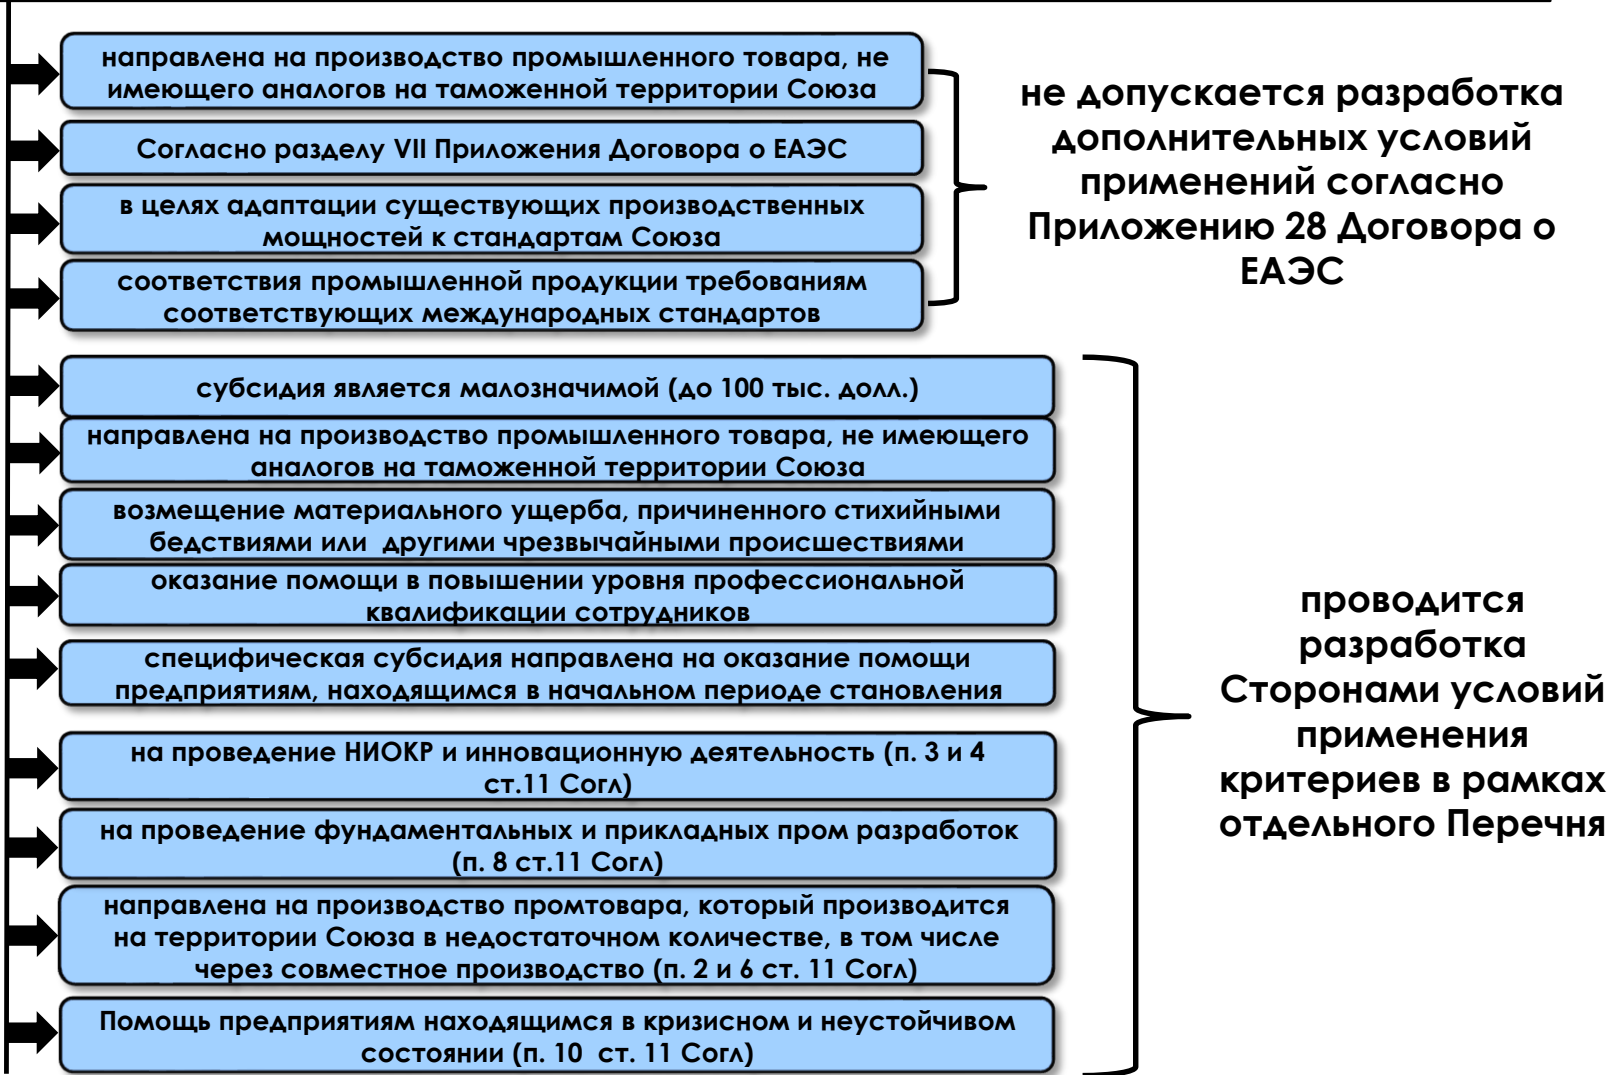 направлена на производство промышленного товара, не
имеющего аналогов на таможенной территории Союза
Согласно разделу VII Приложения Договора о ЕАЭС
в целях адаптации существующих производственных
мощностей к стандартам Союза
соответствия промышленной продукции требованиям
соответствующих международных стандартов
не допускается разработка
дополнительных условий
применений согласно
Приложению 28 Договора о
ЕАЭС
субсидия является малозначимой (до 100 тыс. долл.)
направлена на производство промышленного товара, не имеющего
аналогов на таможенной территории Союза
возмещение материального ущерба, причиненного стихийными
бедствиями или другими чрезвычайными происшествиями
оказание помощи в повышении уровня профессиональной
квалификации сотрудников
специфическая субсидия направлена на оказание помощи
предприятиям, находящимся в начальном периоде становления
на проведение НИОКР и инновационную деятельность (п. 3 и 4
ст.11 Согл)
на проведение фундаментальных и прикладных пром разработок
(п. 8 ст.11 Согл)
направлена на производство промтовара, который производится
на территории Союза в недостаточном количестве, в том числе
через совместное производство (п. 2 и 6 ст. 11 Согл)
Помощь предприятиям находящимся в кризисном и неустойчивом
состоянии (п. 10 ст. 11 Согл)
проводится
разработка
Сторонами условий
применения
критериев в рамках
отдельного Перечня